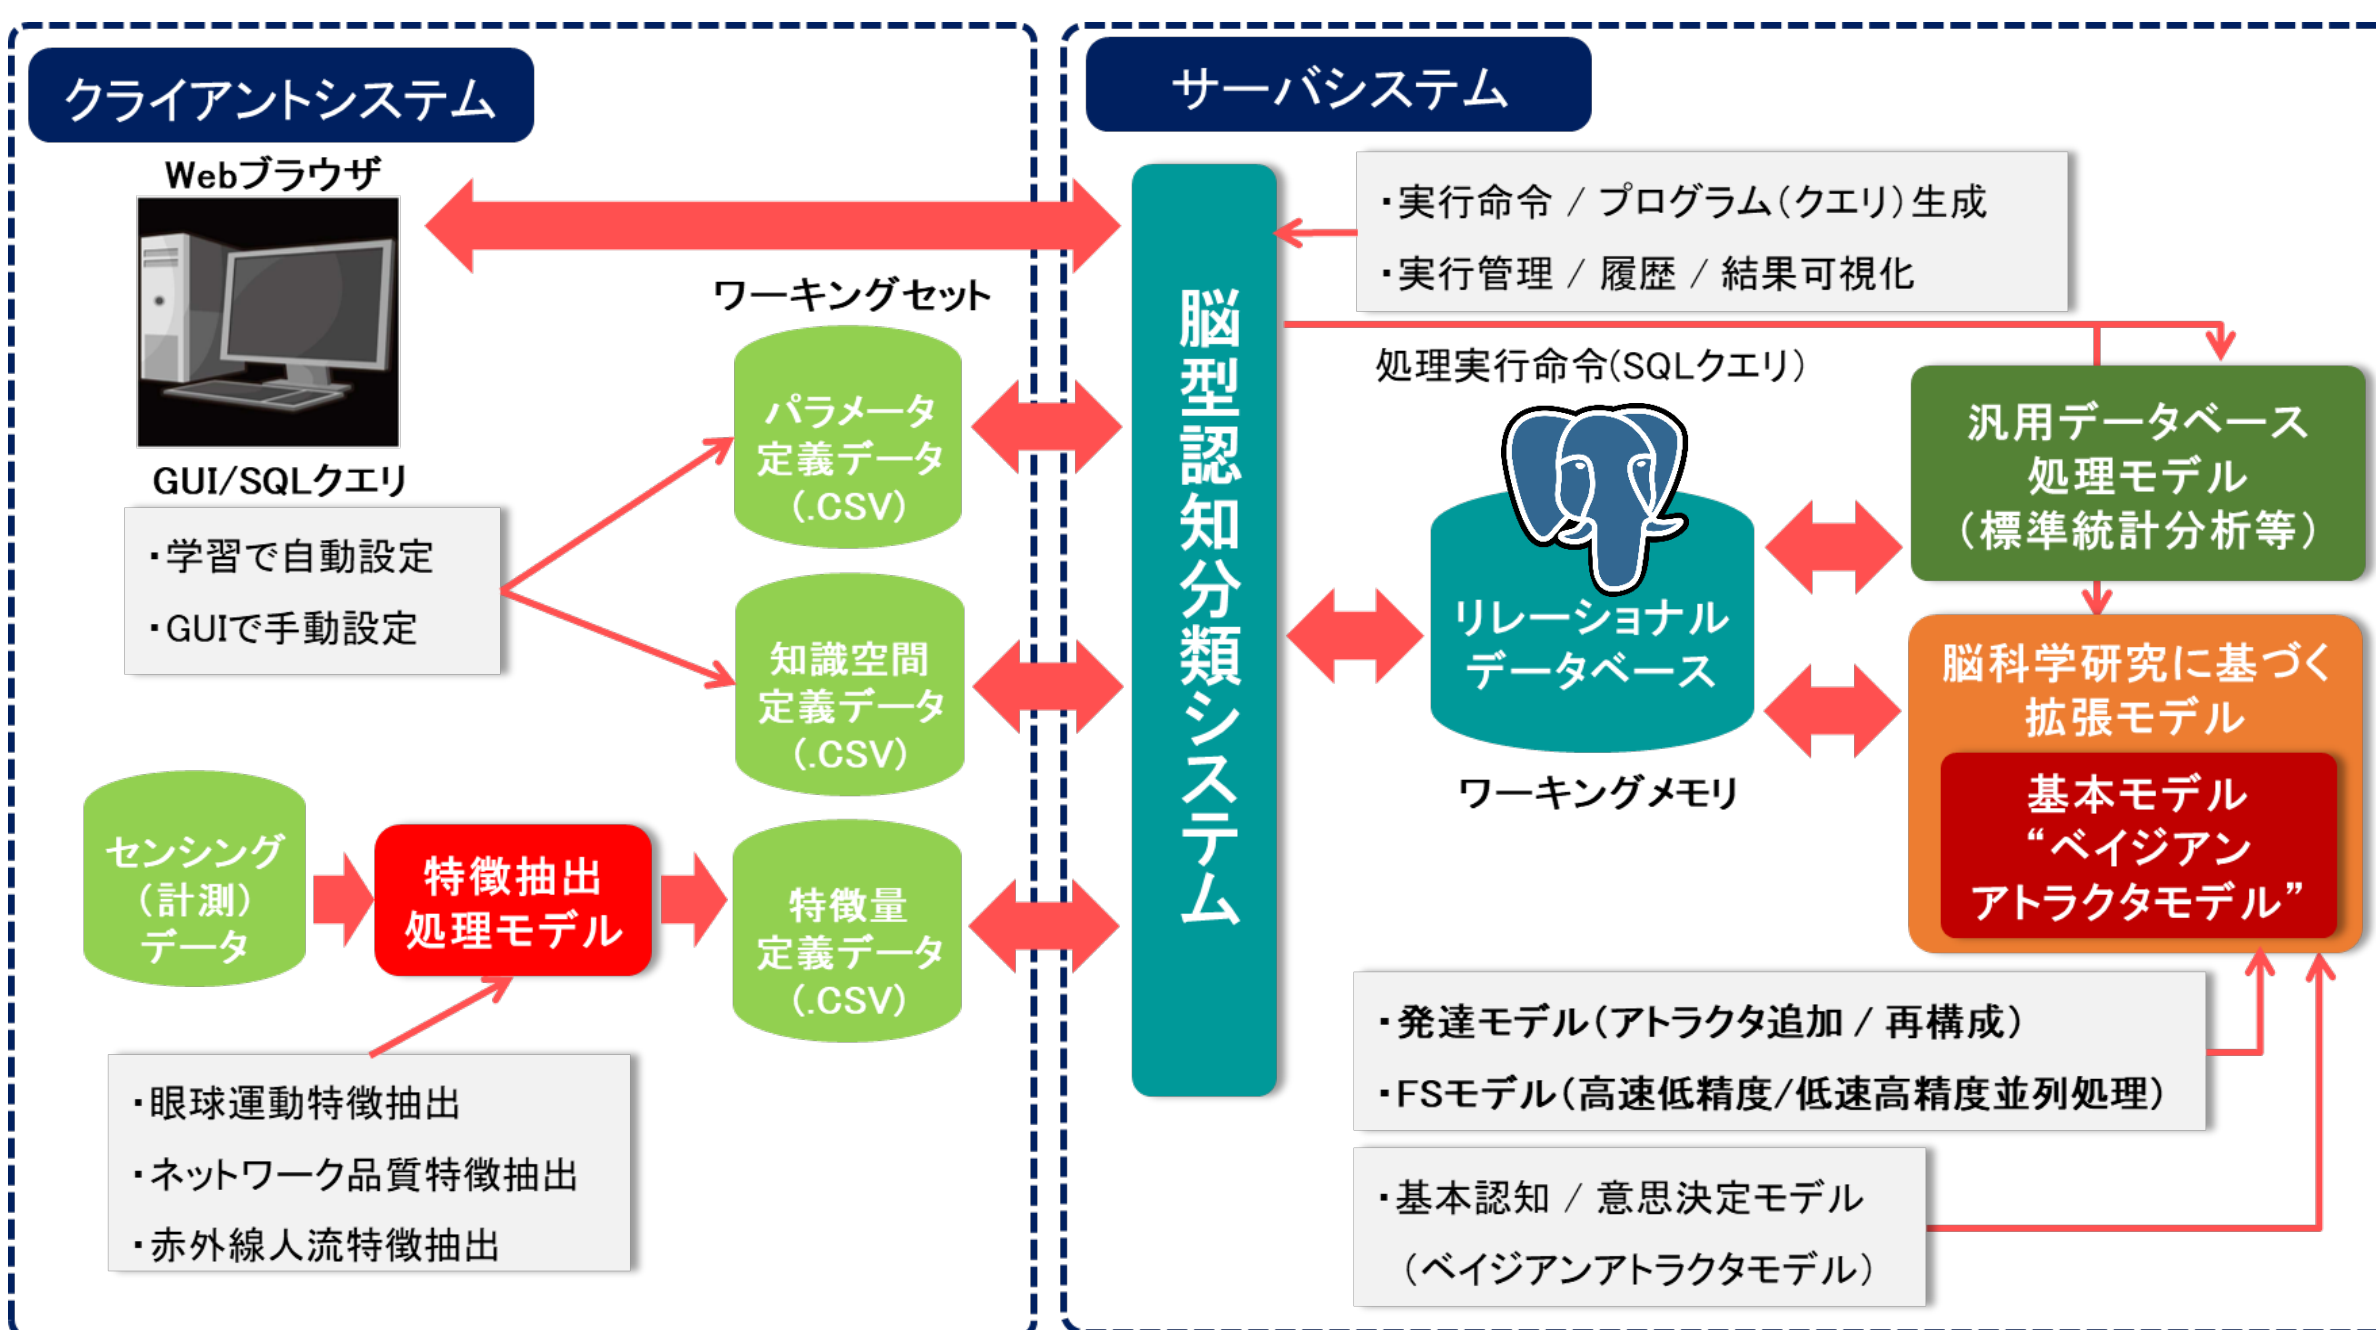 クライアントシステム
Webブラウザ
GUI/SQLクエリ
・学習で自動設定
・GUIで手動設定
ワーキングセット
パラメータ
定義データ
(.CSV)
知識空間
定義データ
(.CSV)
センシング
(計測)
データ
特徴抽出
処理モデル
特徴量
定義データ
(.CSV)
・眼球運動特徴抽出
・ネットワーク品質特徴抽出
・赤外線人流特徴抽出
サーバシステム
脳型認知分類システム
・実行命令 / プログラム(クエリ)生成
・実行管理 / 履歴 / 結果可視化
処理実行命令(SQLクエリ)
リレーショナル
データベース
ワーキングメモリ
汎用データベース
処理モデル
(標準統計分析等)
脳科学研究に基づく
拡張モデル
基本モデル
“ベイジアン
アトラクタモデル”
・発達モデル(アトラクタ追加 / 再構成)
・FSモデル(高速低精度/低速高精度並列処理)
・基本認知 / 意思決定モデル
(ベイジアンアトラクタモデル)